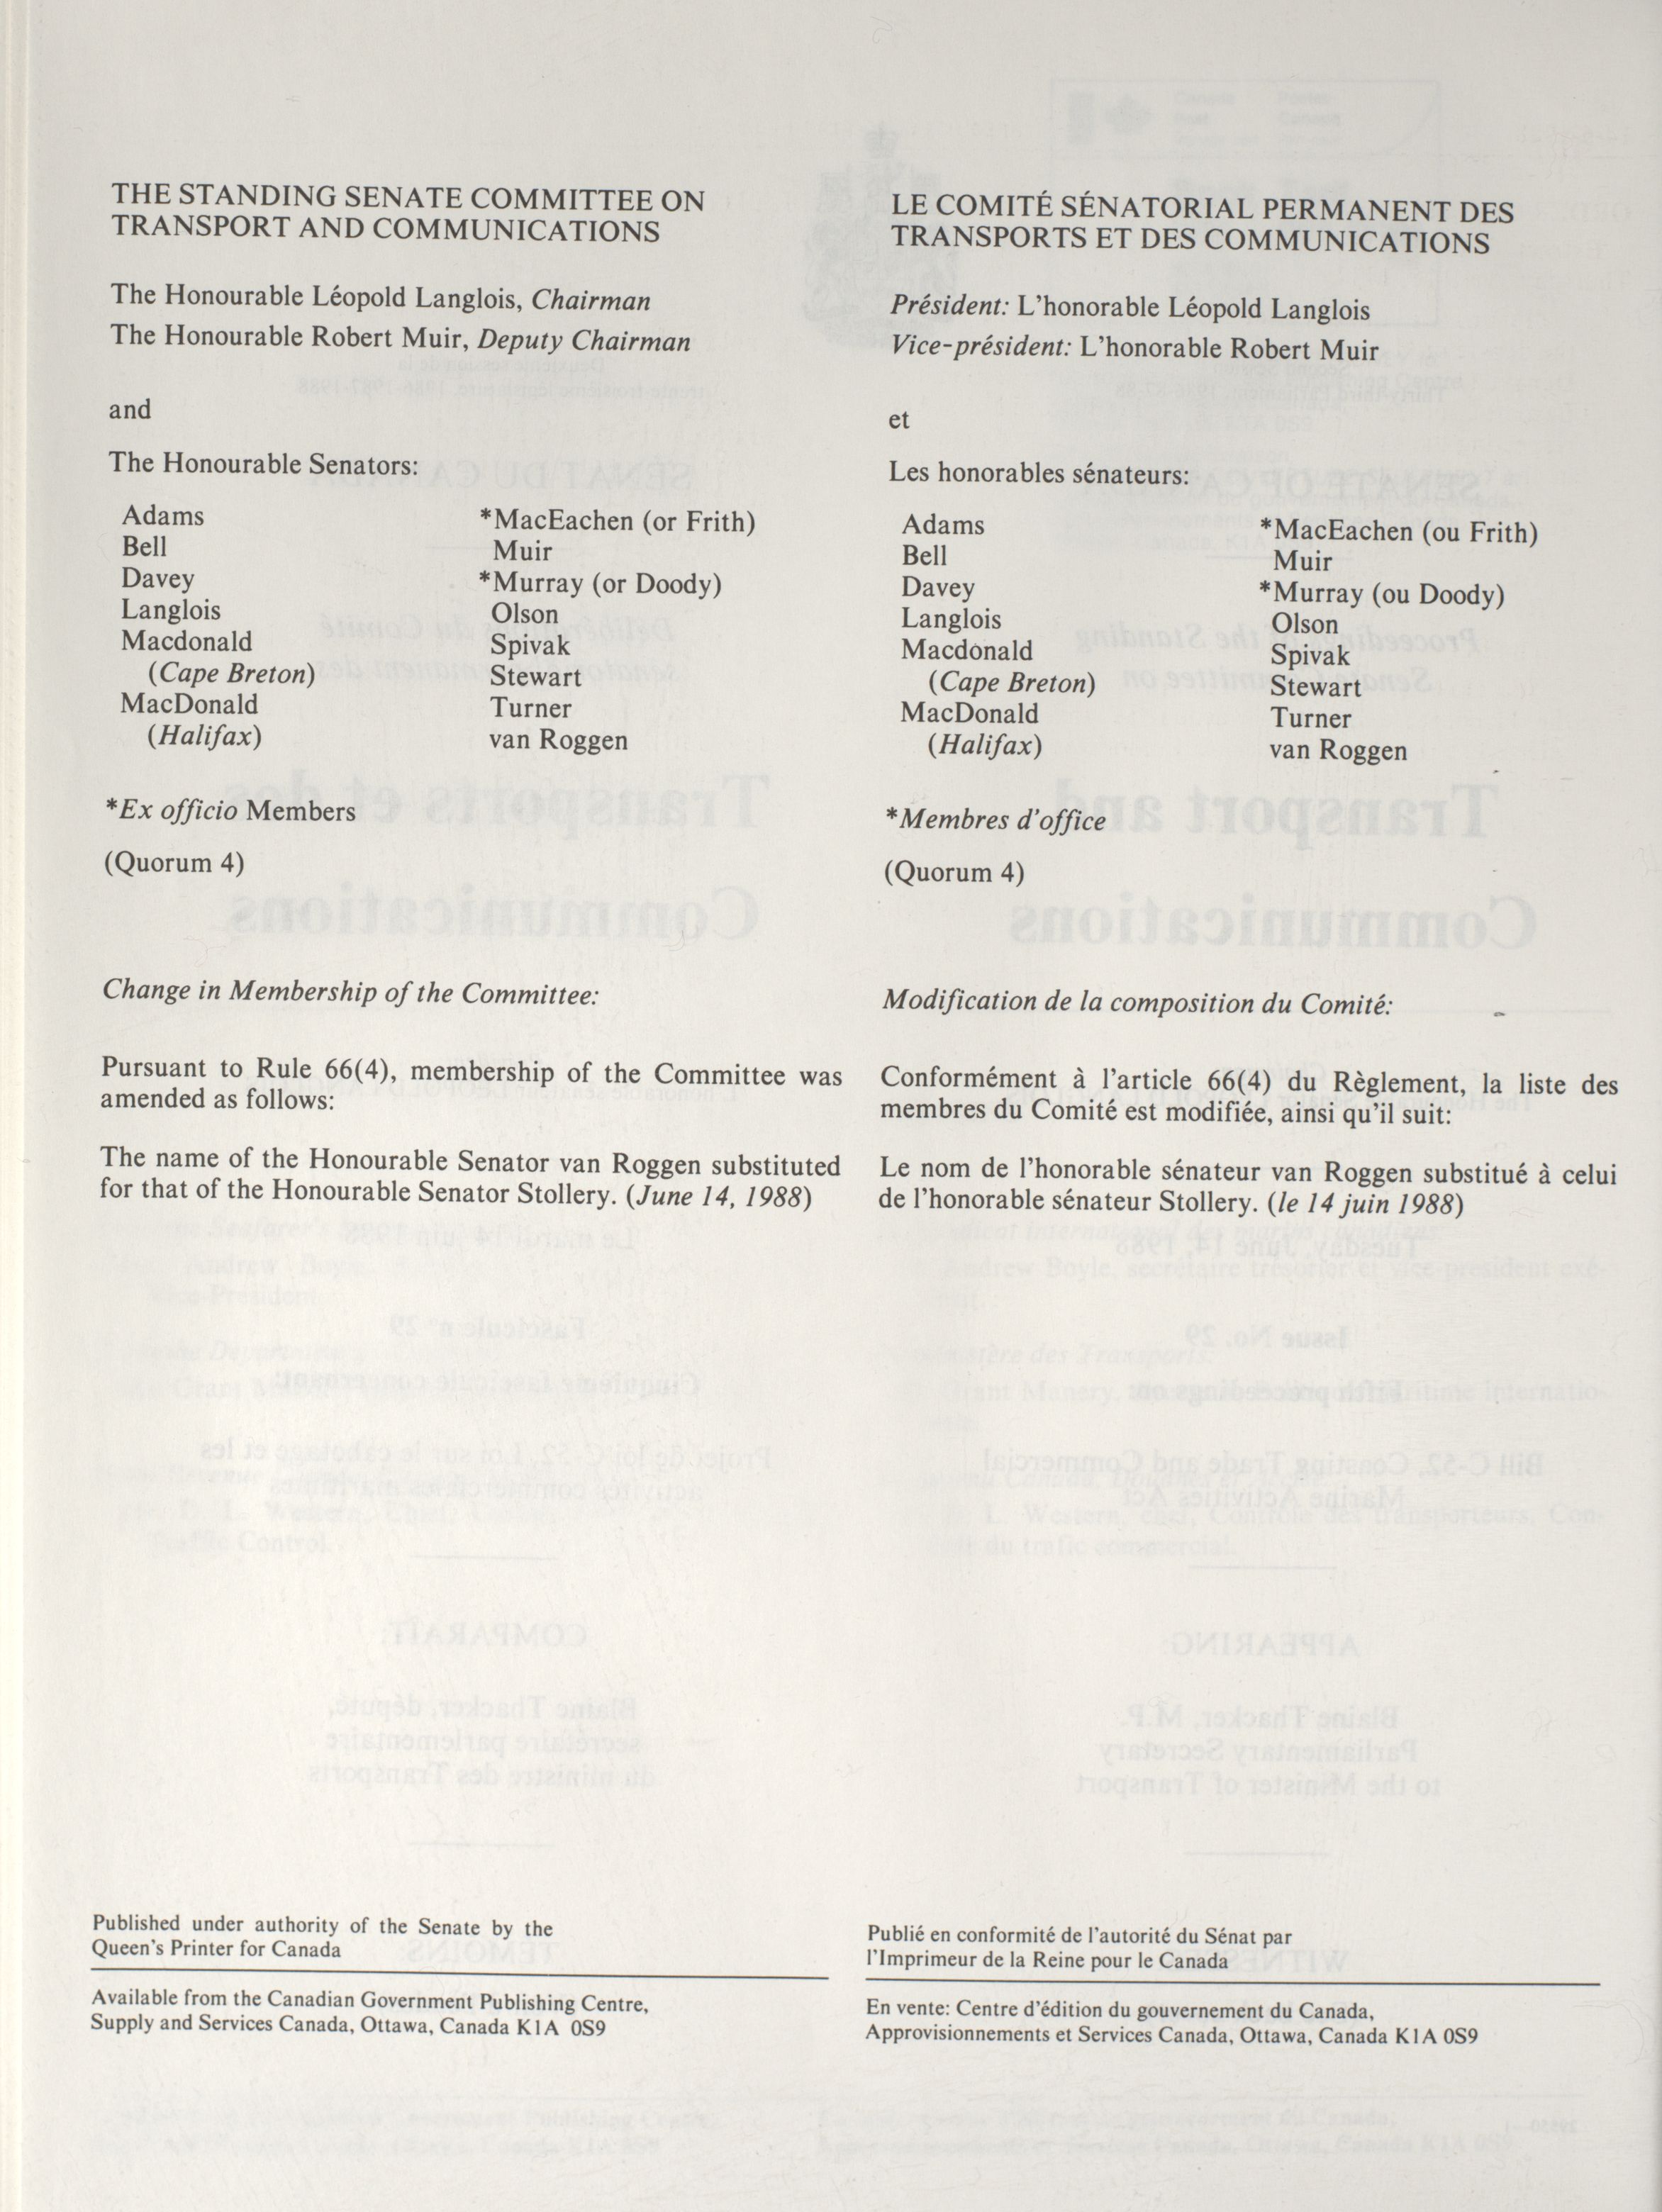 THE STANDING SENATE COMMITTEE ON
TRANSPORT AND COMMUNICATIONS
The Honourable Léopold Langlois, Chairman
The Honourable Robert Muir, Deputy Chairman
and
The Honourable Senators:
Adams
Bell
Davey
Langlois
Macdonald
(Cape Breton)
MacDonald
(Halifax)
*MacEachen (or Frith)
Muir
*Murray (or Doody)
Olson
Spivak
Stewart
Turner
van Roggen
*Ex officio Members
(Quorum 4)
Change in Membership of the Committee:
Pursuant to Rule 66(4), membership of the Committee was
amended as follows:
The name of the Honourable Senator van Roggen substituted
for that of the Honourable Senator Stollery. (June 14, 1988)
Published under authority of the Senate by the
Queen's Printer for Canada
Available from the Canadian Government Publishing Centre,
Supply and Services Canada, Ottawa, Canada K1A 0S9
LE COMITÉ SÉNATORIAL PERMANENT DES
TRANSPORTS ET DES COMMUNICATIONS
Président: L'honorable Léopold Langlois
Vice-président: L'honorable Robert Muir
et
Les honorables sénateurs:
Adams
Bell
Davey
Langlois
Macdonald
(Cape Breton)
MacDonald
(Halifax)
*MacEachen (ou Frith)
Muir
*Murray (ou Doody)
Olson
Spivak
Stewart
Turner
van Roggen
*Membres d'office
(Quorum 4)
Modification de la composition du Comité:
Conformément à l'article 66(4) du Règlement, la liste des
membres du Comité est modifiée, ainsi qu'il suit:
Le nom de l'honorable sénateur van Roggen substitué à celui
de l'honorable sénateur Stollery. (le 14 juin 1988)
Publié en conformité de l'autorité du Sénat par
l'Imprimeur de la Reine pour le Canada
En vente: Centre d'édition du gouvernement du Canada,
Approvisionnements et Services Canada, Ottawa, Canada K1A 0S9